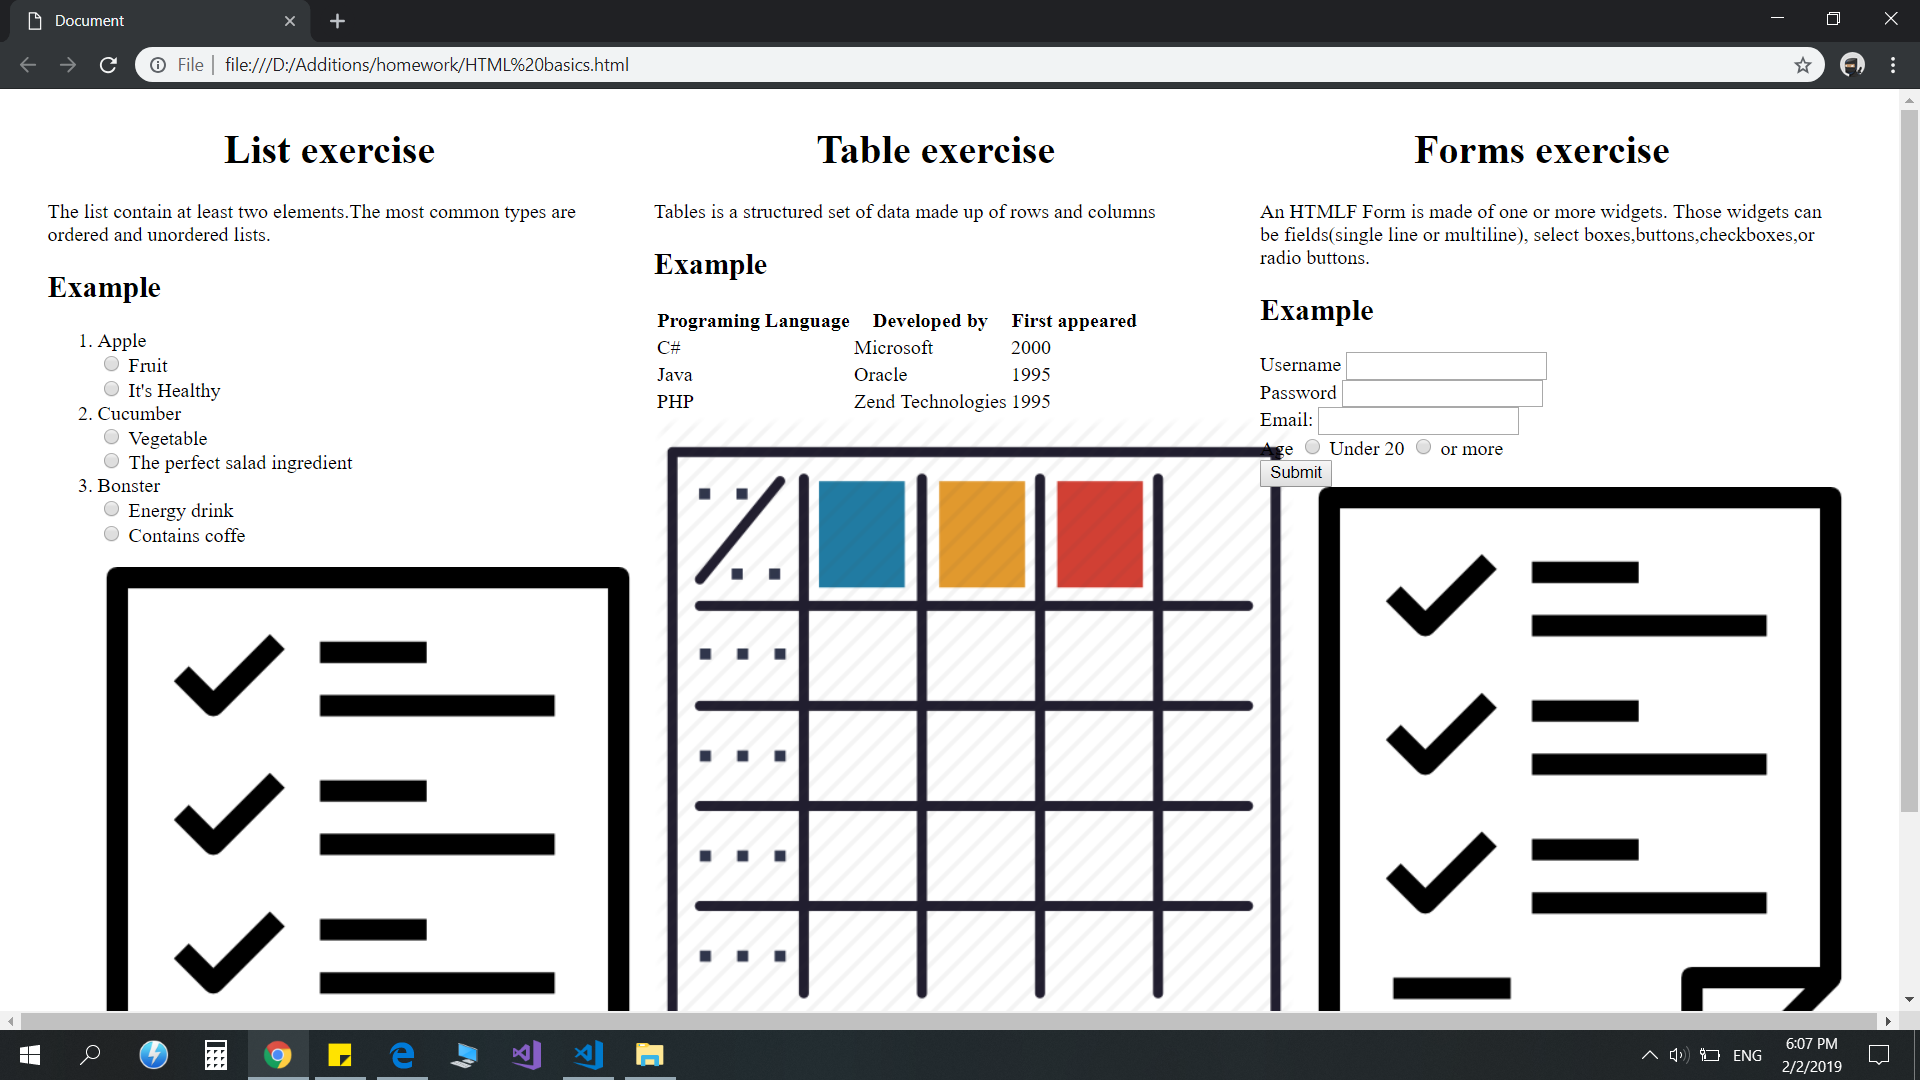 Document
File
file:///D:/Additions/homework/HTML%20basics.html
List exercise
The list contain at least two elements.The most common types are
ordered and unordered lists.
Example
1. Apple
Fruit
It's Healthy
2. Cucumber
Vegetable
The perfect salad ingredient
3. Bonster
Energy drink
Contains coffe
Table exercise
Tables is a structured set of data made up of rows and columns
Example
Programing Language Developed by First appeared
C# Microsoft 2000
Java Oracle 1995
PHP Zend Technologies 1995
Forms exercise
An HTMLF Form is made of one or more widgets. Those widgets can
be fields(single line or multiline), select boxes,buttons,checkboxes,or
radio buttons.
Example
Username
Password
Email:
Age Under 20 or more
Submit
ENG
6:07 PM
2/2/2019